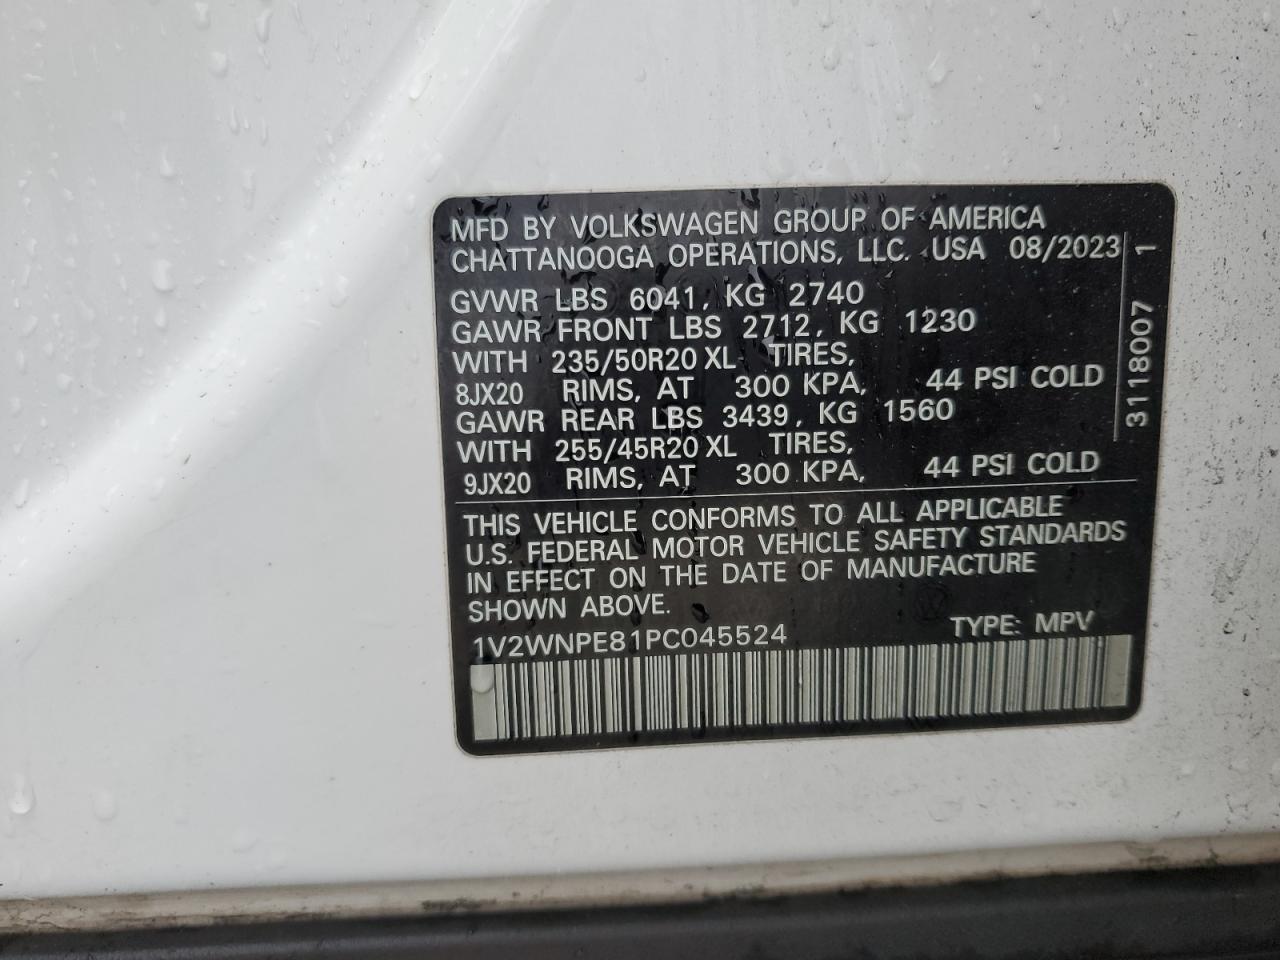 MFD BY VOLKSWAGEN GROUP OF AMERICA
CHATTANOOGA OPERATIONS, LLC. USA 08/2023
GVWR LBS 6041, KG 2740
GAWR FRONT LBS 2712, KG 1230
WITH 235/50R20 XL TIRES,
8JX20 RIMS, AT 300 KPA, 44 PSI COLD
GAWR REAR LBS 3439, KG 1560
WITH 255/45R20 XL TIRES,
9JX20 RIMS, AT 300 KPA, 44 PSI COLD
3118007 1
THIS VEHICLE CONFORMS TO ALL APPLICABLE
U.S. FEDERAL MOTOR VEHICLE SAFETY STANDARDS
IN EFFECT ON THE DATE OF MANUFACTURE
SHOWN ABOVE.
1V2WNPE81PC045524 TYPE: MPV